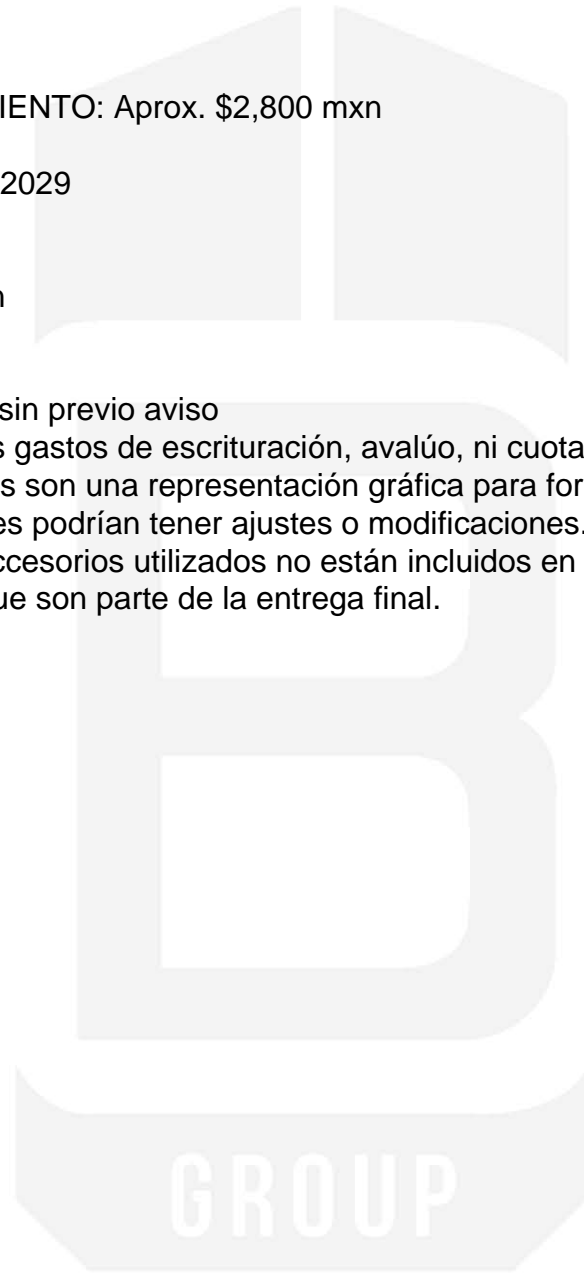 IENTO: Aprox. $2,800 mxn
2029
sin previo aviso
s gastos de escrituración, avalúo, ni cuota
s son una representación gráfica para for
es podrían tener ajustes o modificaciones.
ccesorios utilizados no están incluidos en
ue son parte de la entrega final.
B
GROUP